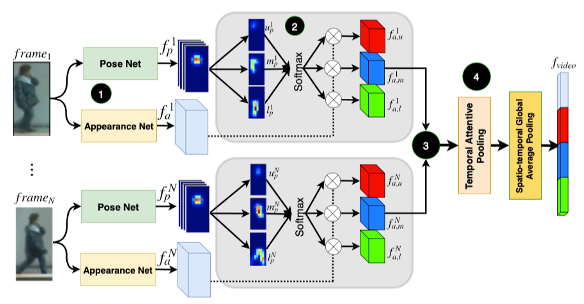 frame₁
Pose Net
f_p^1
1
Appearance Net
f_a^1
u_p^1
m_p^1
l_p^1
2
Softmax
f_{a,u}^1
f_{a,m}^1
f_{a,l}^1
3
4
Temporal Attentive
Pooling
Spatio-temporal Global
Average Pooling
f_{video}
frame_N
Pose Net
f_p^N
Appearance Net
f_a^N
u_p^N
m_p^N
l_p^N
Softmax
f_{a,u}^N
f_{a,m}^N
f_{a,l}^N